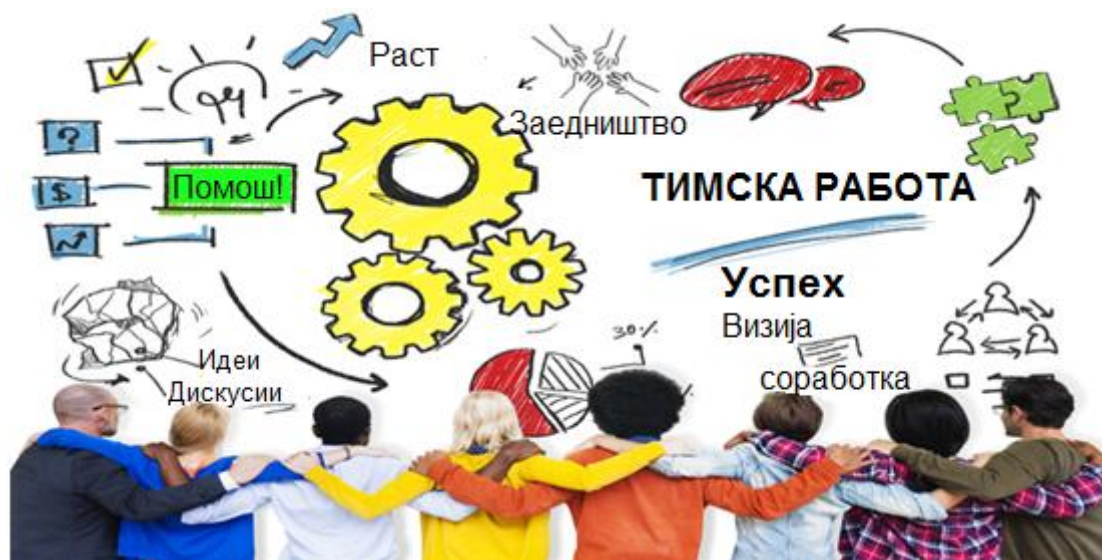 Раст
Заедништво
?
$
Помош!
ТИМСКА РАБОТА
Успех
Визија
30%
соработка
Идеи
Дискусии